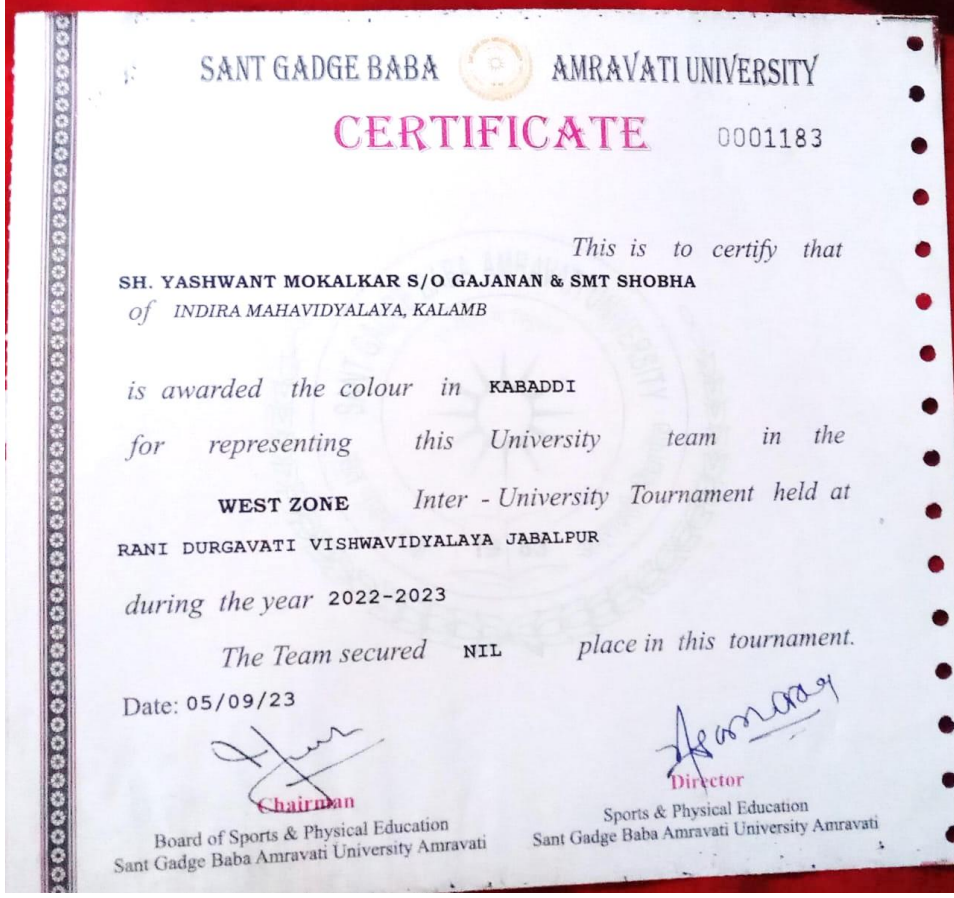 SANT GADGE BABA AMRAVATI UNIVERSITY
CERTIFICATE 0001183
This is to certify that
SH. YASHWANT MOKALKAR S/O GAJANAN & SMT SHOBHA
of INDIRA MAHAVIDYALAYA, KALAMB
is awarded the colour in KABADDI
for representing this University team in the
WEST ZONE Inter - University Tournament held at
RANI DURGAVATI VISHWAVIDYALAYA JABALPUR
during the year 2022-2023
The Team secured NIL place in this tournament.
Date: 05/09/23
Chairman
Board of Sports & Physical Education
Sant Gadge Baba Amravati University Amravati
Director
Sports & Physical Education
Sant Gadge Baba Amravati University Amravati